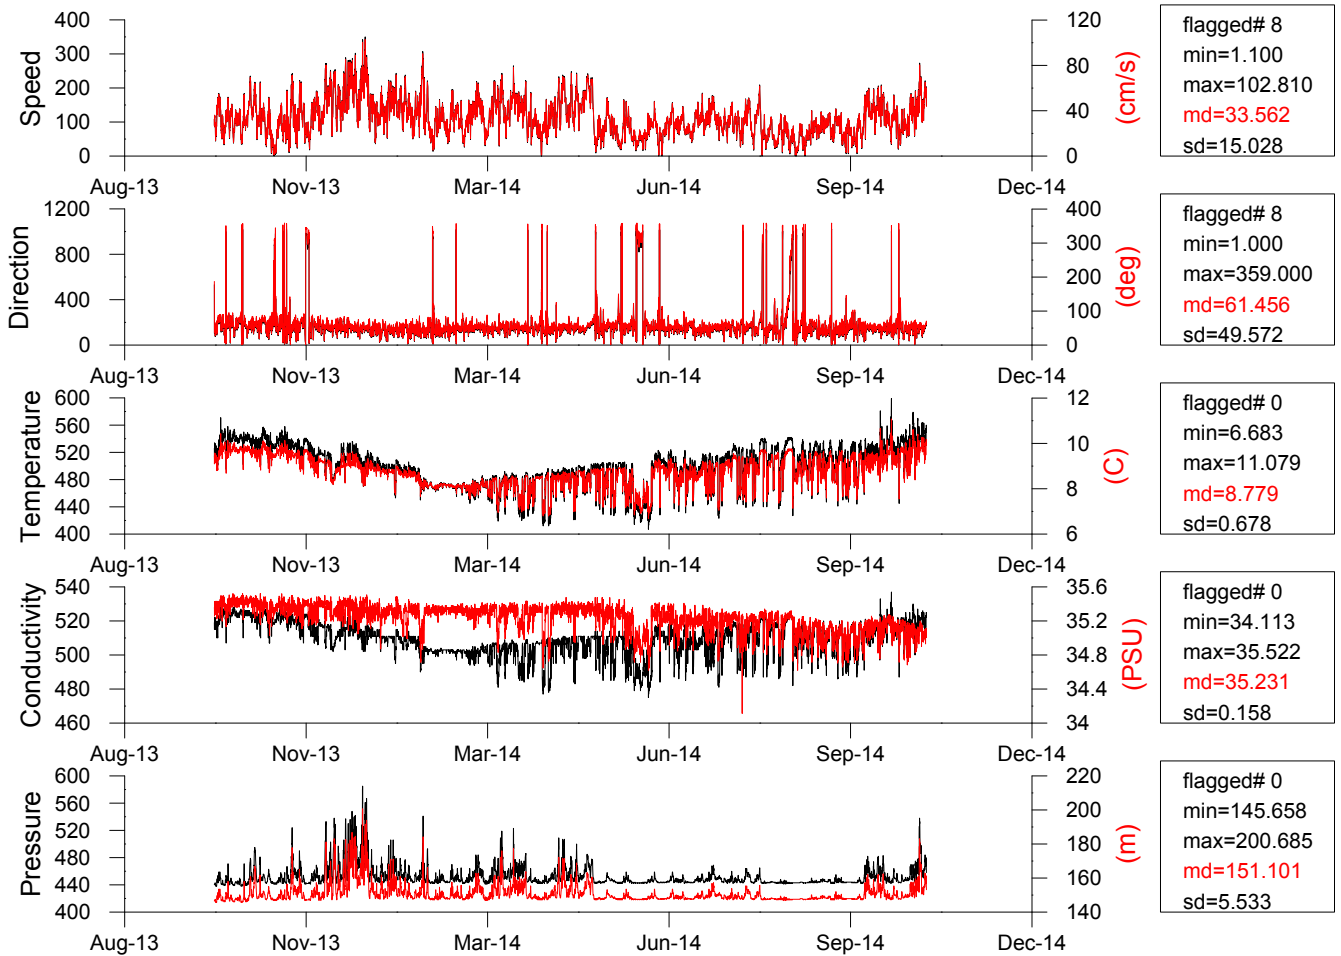 Speed
400
300
200
100
0
120
80
40
0
(cm/s)
Aug-13 Nov-13 Mar-14 Jun-14 Sep-14 Dec-14
flagged# 8
min=1.100
max=102.810
md=33.562
sd=15.028
Direction
1200
800
400
0
400
300
200
100
0
(deg)
Aug-13 Nov-13 Mar-14 Jun-14 Sep-14 Dec-14
flagged# 8
min=1.000
max=359.000
md=61.456
sd=49.572
Temperature
600
560
520
480
440
400
12
10
8
6
(C)
Aug-13 Nov-13 Mar-14 Jun-14 Sep-14 Dec-14
flagged# 0
min=6.683
max=11.079
md=8.779
sd=0.678
Conductivity
540
520
500
480
460
35.6
35.2
34.8
34.4
34
(PSU)
Aug-13 Nov-13 Mar-14 Jun-14 Sep-14 Dec-14
flagged# 0
min=34.113
max=35.522
md=35.231
sd=0.158
Pressure
600
560
520
480
440
400
220
200
180
160
140
(m)
Aug-13 Nov-13 Mar-14 Jun-14 Sep-14 Dec-14
flagged# 0
min=145.658
max=200.685
md=151.101
sd=5.533